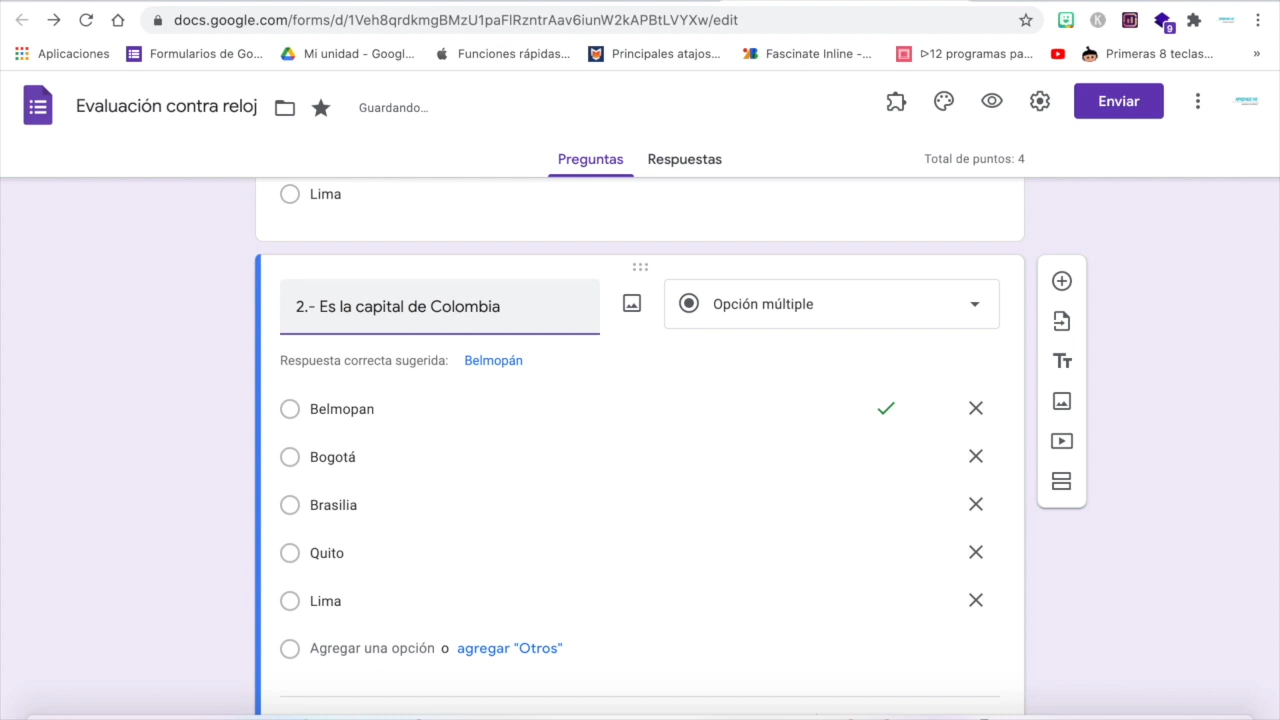 docs.google.com/forms/d/1Veh8qrdkmgBMzU1paFlRzntrAav6iunW2kAPBtLVYXw/edit
9
Aplicaciones
Formularios de Go...
Mi unidad - Googl...
Funciones rápidas...
Principales atajos...
Fascinate Inline -...
▷12 programas pa...
Primeras 8 teclas...
»
Evaluación contra reloj
Guardando...
Enviar
Preguntas
Respuestas
Total de puntos: 4
Lima
2.- Es la capital de Colombia
Opción múltiple
Respuesta correcta sugerida: Belmopán
Belmopan
Bogotá
Brasilia
Quito
Lima
Agregar una opción o agregar "Otros"